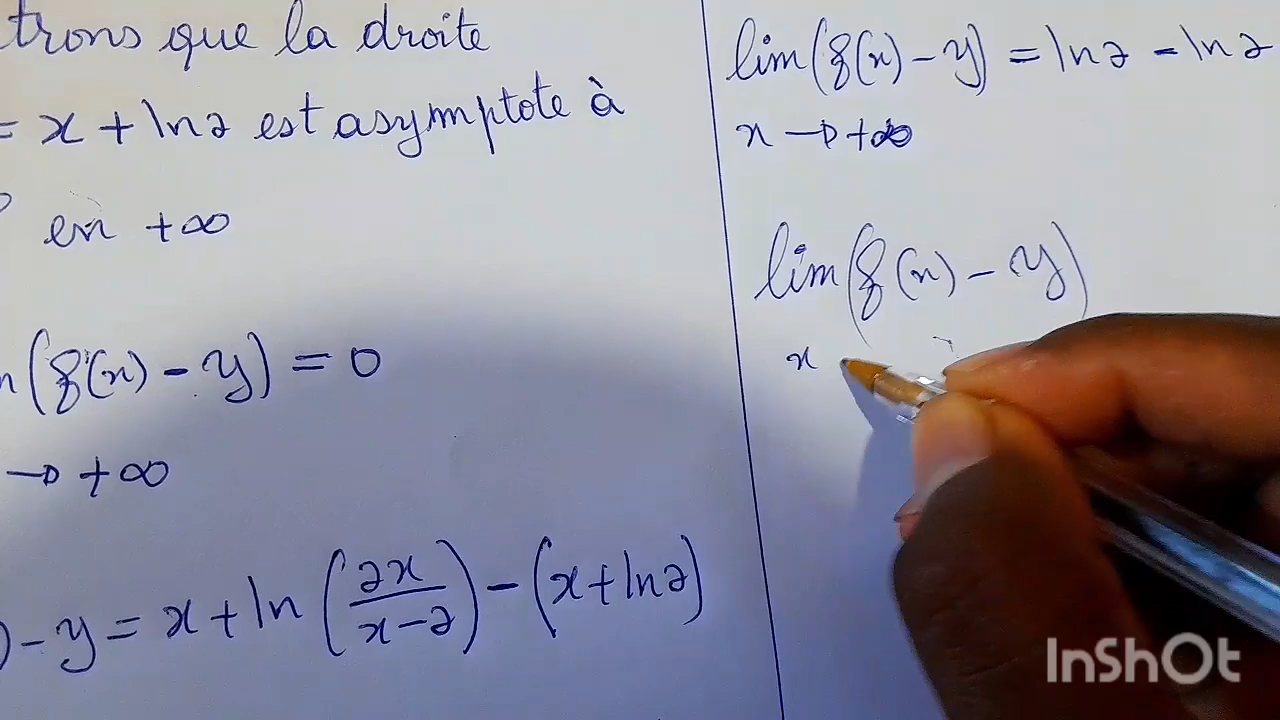 trons que la droite
= x + ln2 est asymptote à
en +∞
(f(x) - y) = 0
→ +∞
) - y = x + ln (2x / x-2) - (x + ln2)
lim (f(x) - y) = ln2 - ln2
x → +∞
lim (f(x) - y)
x
InShOt